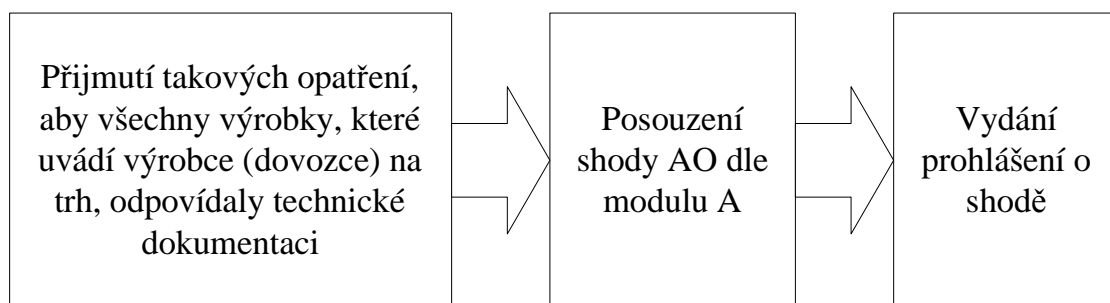 Přijmutí takových opatření,
aby všechny výrobky, které
uvádí výrobce (dovozce) na
trh, odpovídaly technické
dokumentaci
Posouzení
shody AO dle
modulu A
Vydání
prohlášení o
shodě